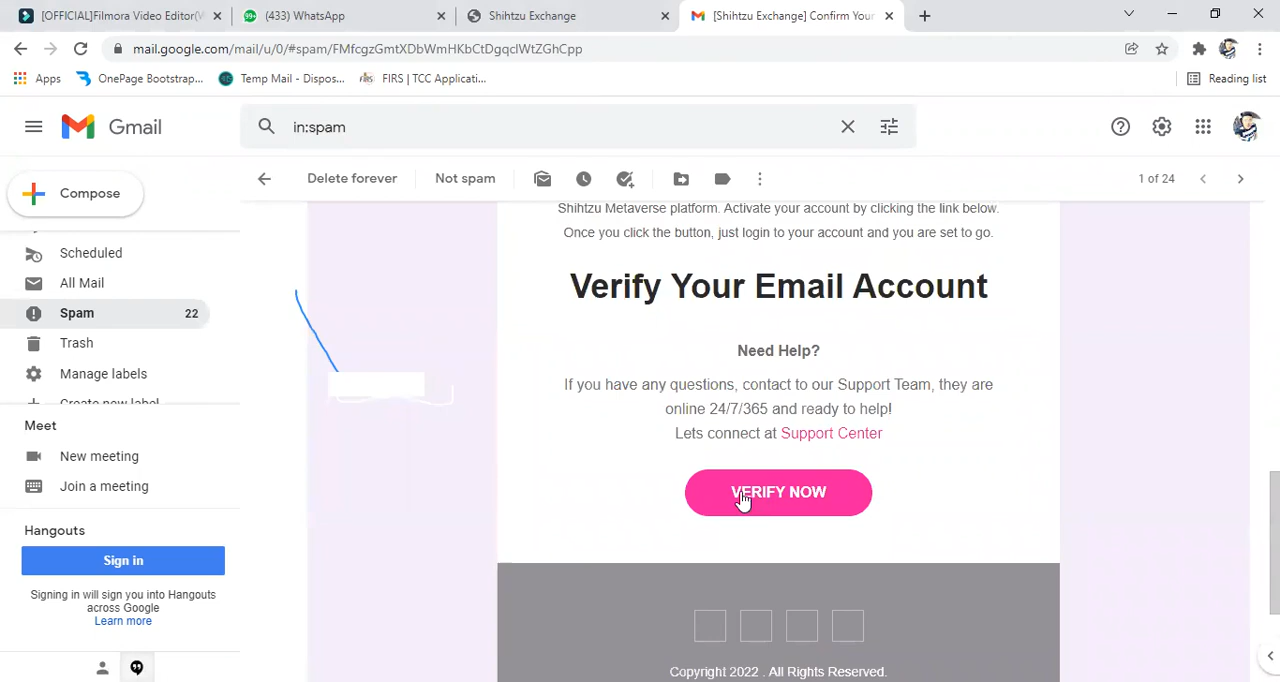 [OFFICIAL]Filmora Video Editor(W
(433) WhatsApp
Shihtzu Exchange
[Shihtzu Exchange] Confirm Your
mail.google.com/mail/u/0/#spam/FMfcgzGmtXDbWmHKbCtDgqclWtZGhCpp
Apps
OnePage Bootstrap...
Temp Mail - Dispos...
FIRS | TCC Applicati...
Reading list
Gmail
in:spam
Compose
Delete forever
Not spam
1 of 24
Scheduled
All Mail
Spam 22
Trash
Manage labels
Create new label
Meet
New meeting
Join a meeting
Hangouts
Sign in
Signing in will sign you into Hangouts
across Google
Learn more
Shihtzu Metaverse platform. Activate your account by clicking the link below.
Once you click the button, just login to your account and you are set to go.
Verify Your Email Account
Need Help?
If you have any questions, contact to our Support Team, they are
online 24/7/365 and ready to help!
Lets connect at Support Center
VERIFY NOW
Copyright 2022 . All Rights Reserved.